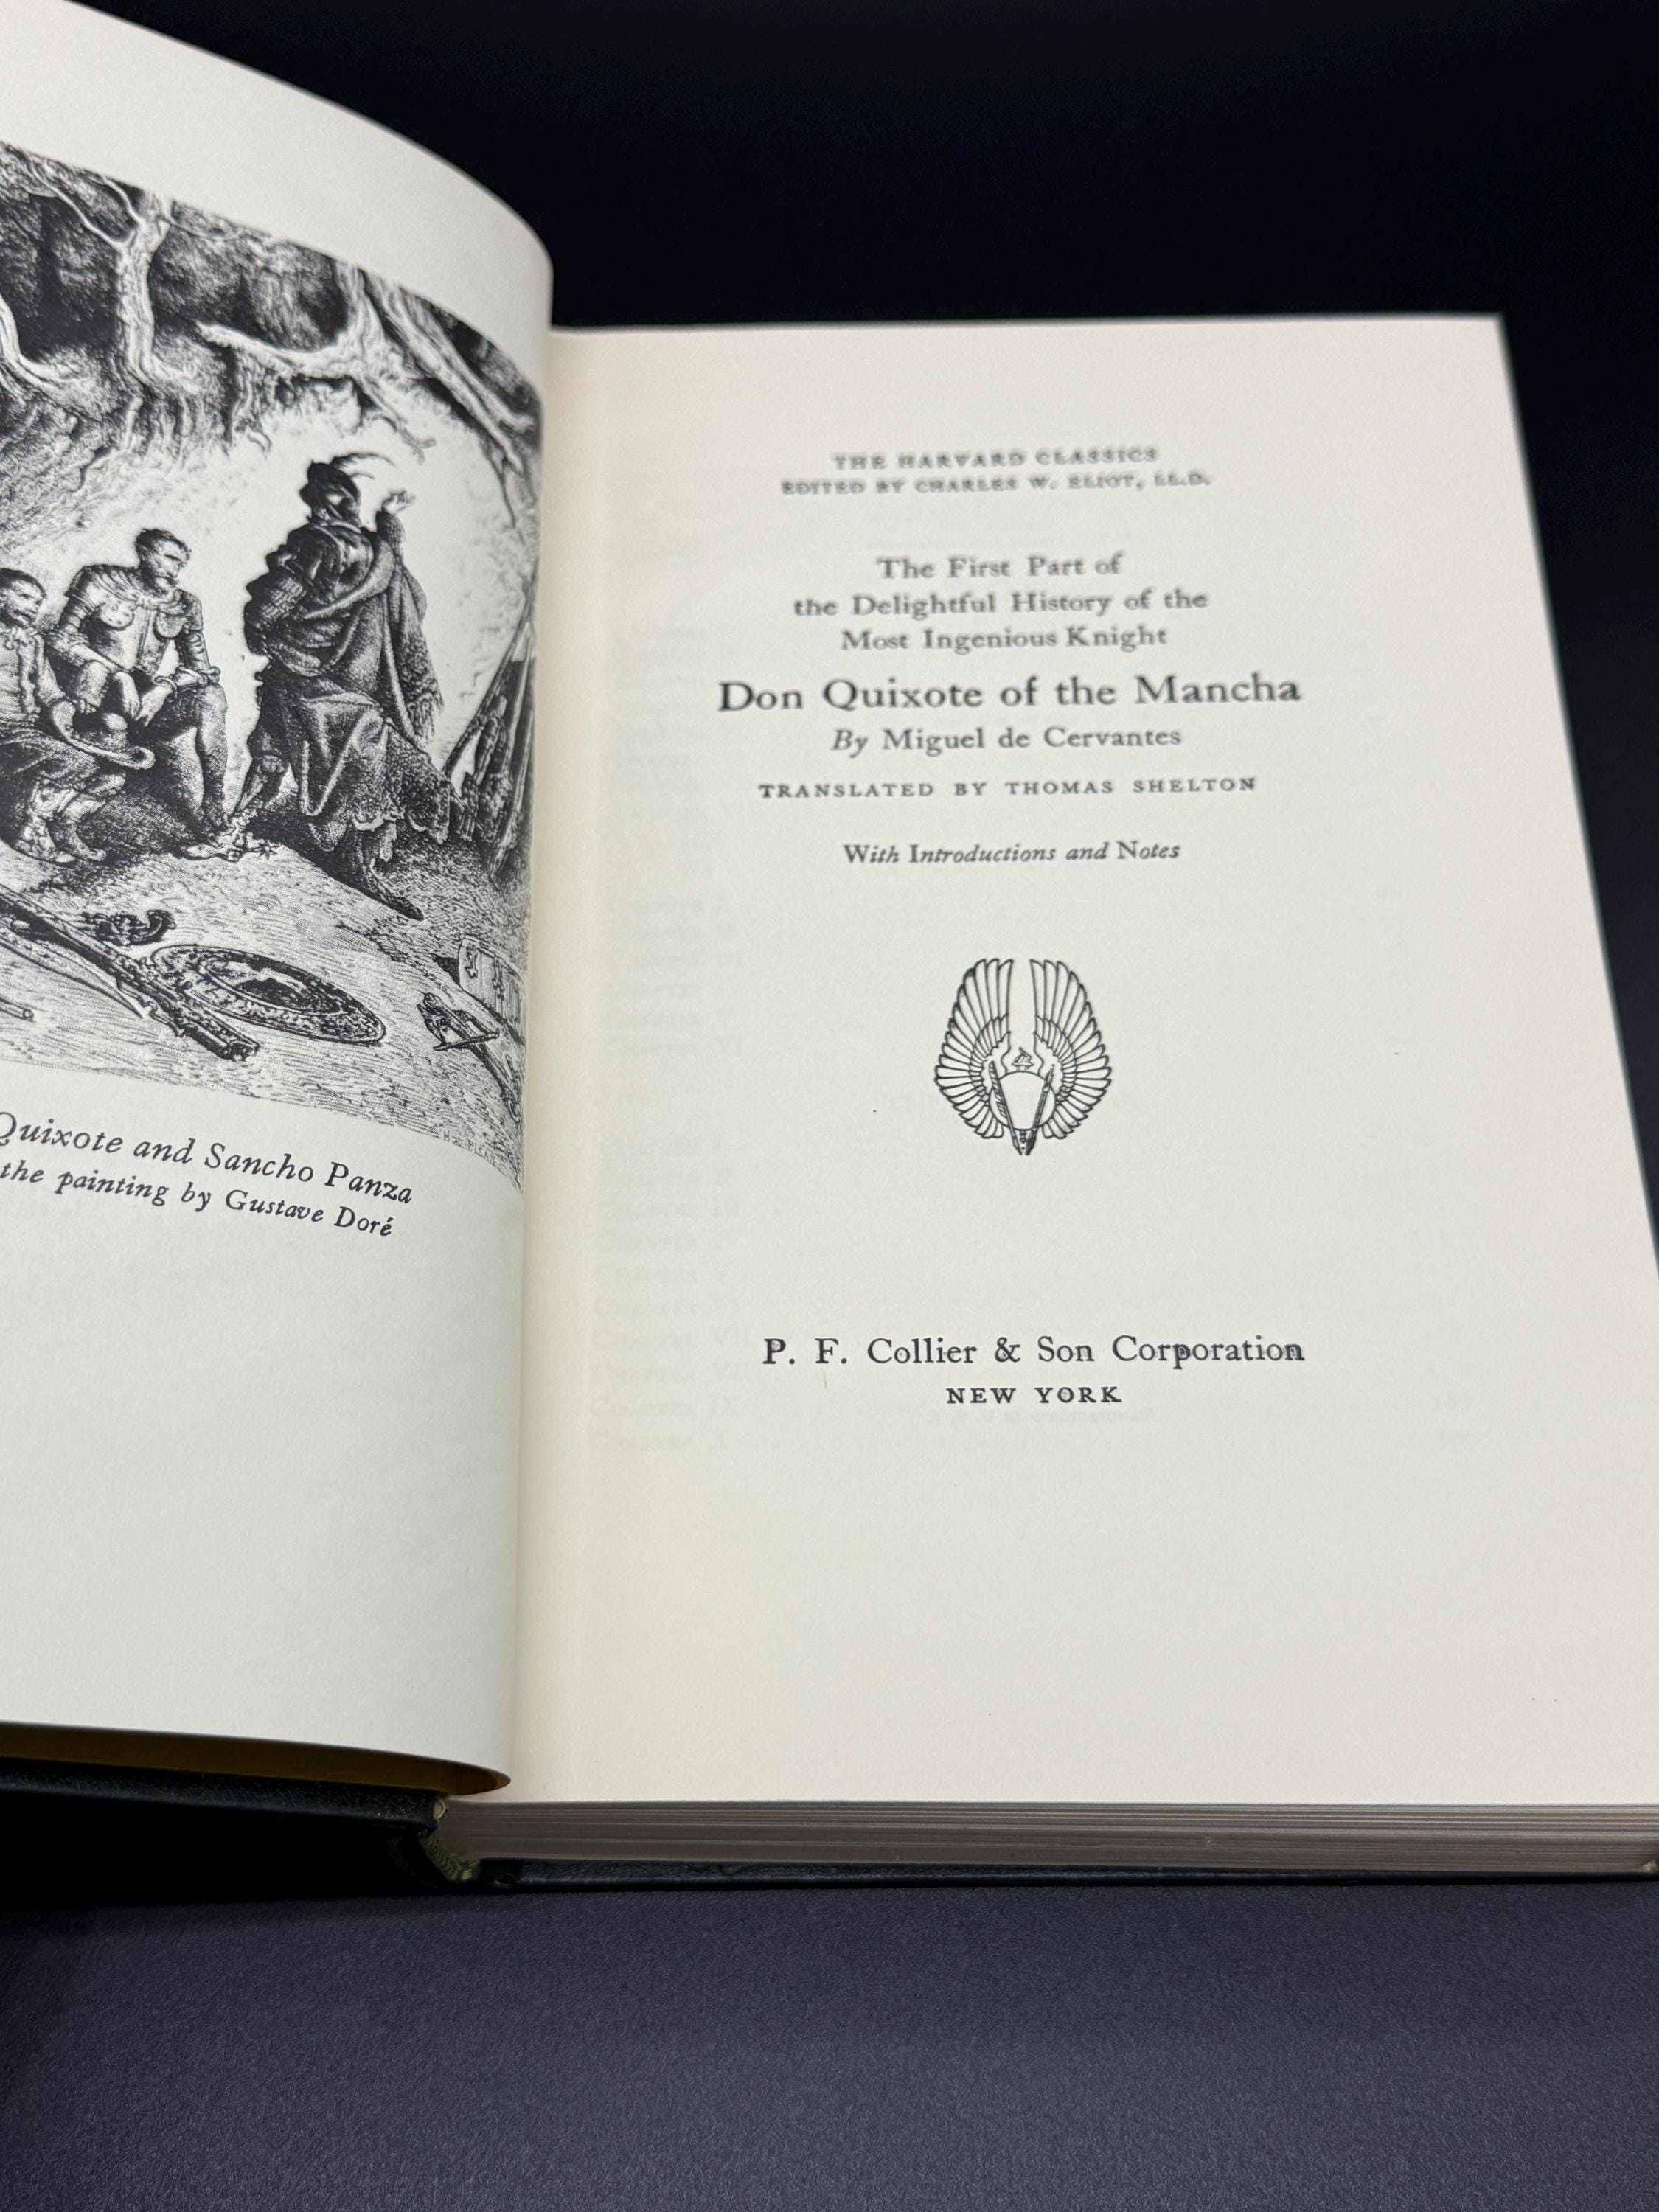 Quixote and Sancho Panza
the painting by Gustave Doré
THE HARVARD CLASSICS
EDITED BY CHARLES W. ELIOT, LL.D.
The First Part of
the Delightful History of the
Most Ingenious Knight
Don Quixote of the Mancha
By Miguel de Cervantes
TRANSLATED BY THOMAS SHELTON
With Introductions and Notes
P. F. Collier & Son Corporation
NEW YORK